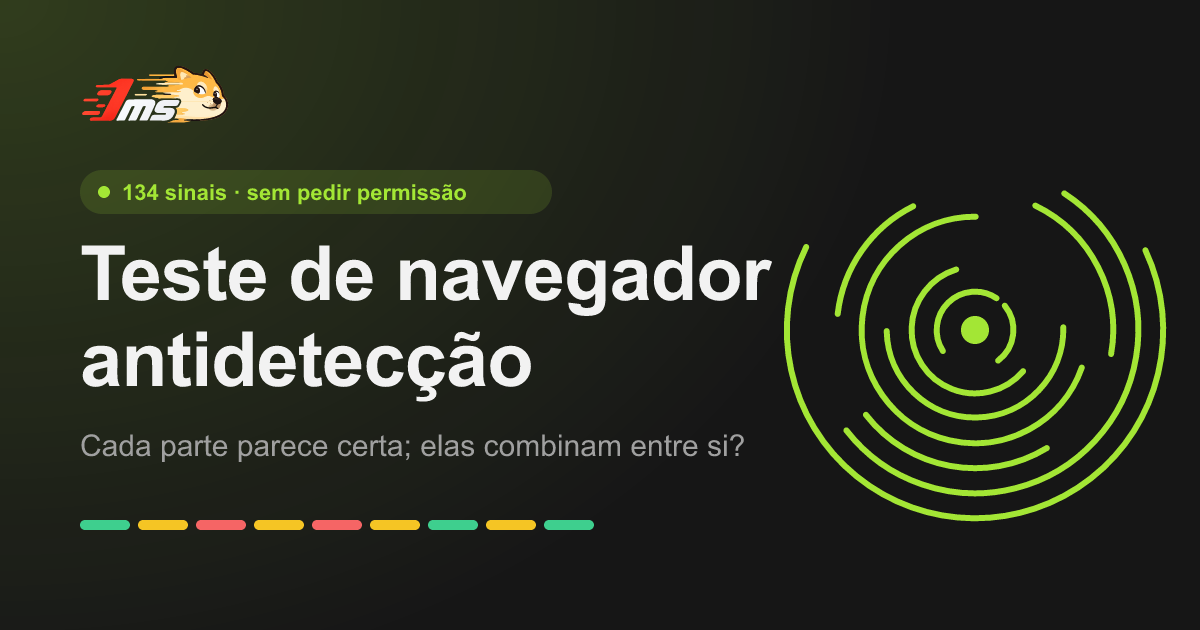 1ms
134 sinais · sem pedir permissão
Teste de navegador
antidetecção
Cada parte parece certa; elas combinam entre si?